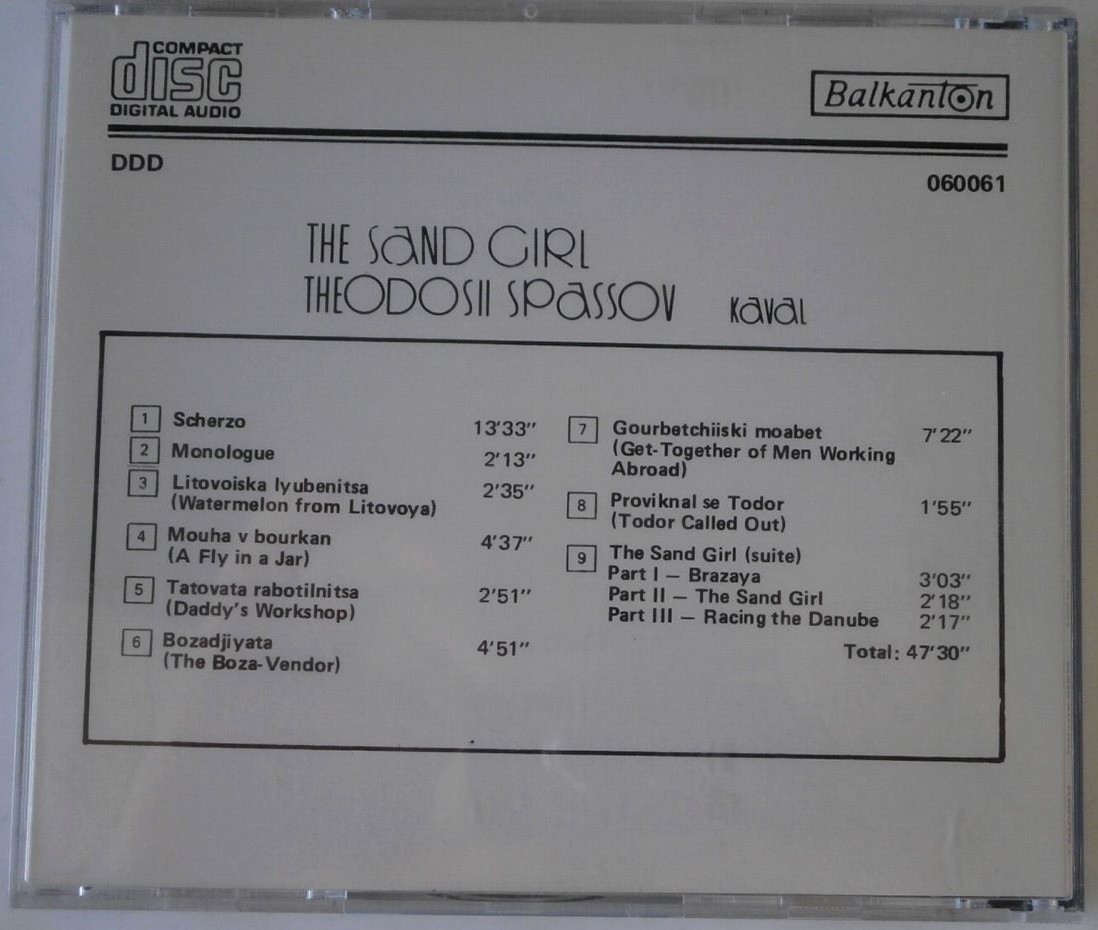 COMPACT
disc
DIGITAL AUDIO
Balkanton
DDD
060061
THE SAND GIRL
THEODOSII SPASSOV kaval
1 Scherzo 13'33"
2 Monologue 2'13"
3 Litovoiska lyubenitsa 2'35"
(Watermelon from Litovoya)
4 Mouha v bourkan 4'37"
(A Fly in a Jar)
5 Tatovata rabotilnitsa 2'51"
(Daddy's Workshop)
6 Bozadjiyata 4'51"
(The Boza-Vendor)
7 Gourbetchiiski moabet 7'22"
(Get-Together of Men Working
Abroad)
8 Proviknal se Todor 1'55"
(Todor Called Out)
9 The Sand Girl (suite)
Part I — Brazaya 3'03"
Part II — The Sand Girl 2'18"
Part III — Racing the Danube 2'17"
Total: 47'30"